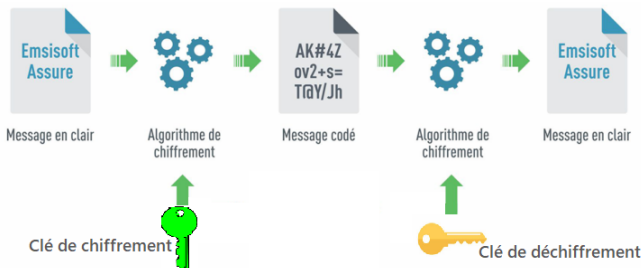 Emsisoft
Assure
AK#4Z
ov2+s=
T@Y/Jh
Emsisoft
Assure
Message en clair
Algorithme de
chiffrement
Message codé
Algorithme de
chiffrement
Message en clair
Clé de chiffrement
Clé de déchiffrement